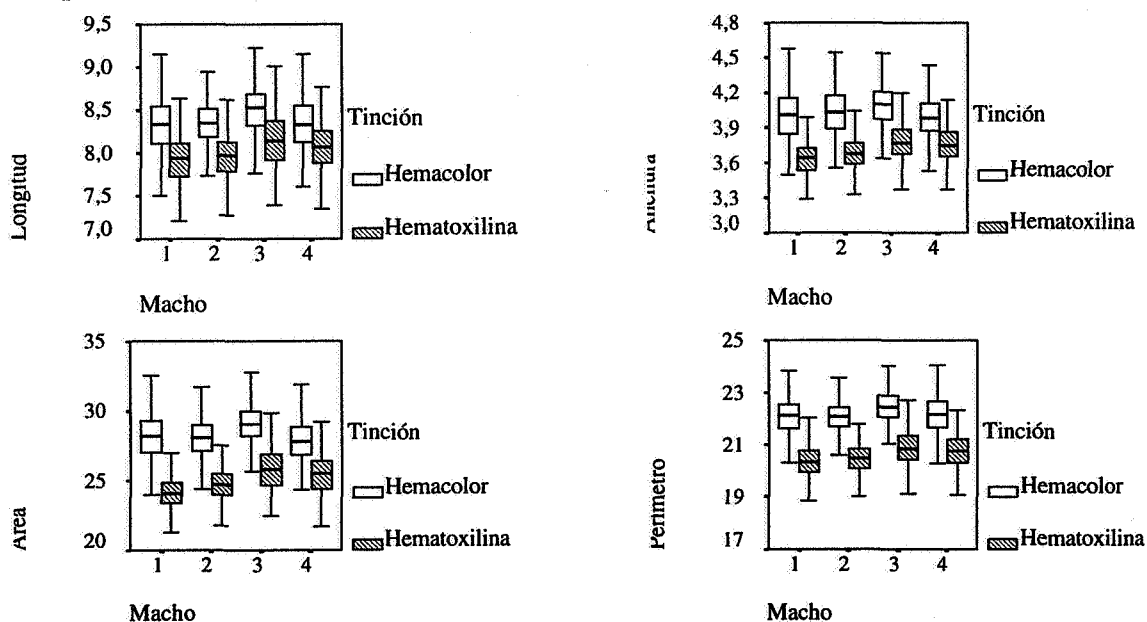 9,5
9,0
8,5
8,0
7,5
7,0
Longitud
1 2 3 4
Macho
Tinción
Hemacolor
Hematoxilina
4,8
4,5
4,2
3,9
3,6
3,3
3,0
1 2 3 4
Macho
Tinción
Hemacolor
Hematoxilina
35
30
25
20
Area
1 2 3 4
Macho
Tinción
Hemacolor
Hematoxilina
25
23
21
19
17
Perimetro
1 2 3 4
Macho
Tinción
Hemacolor
Hematoxilina